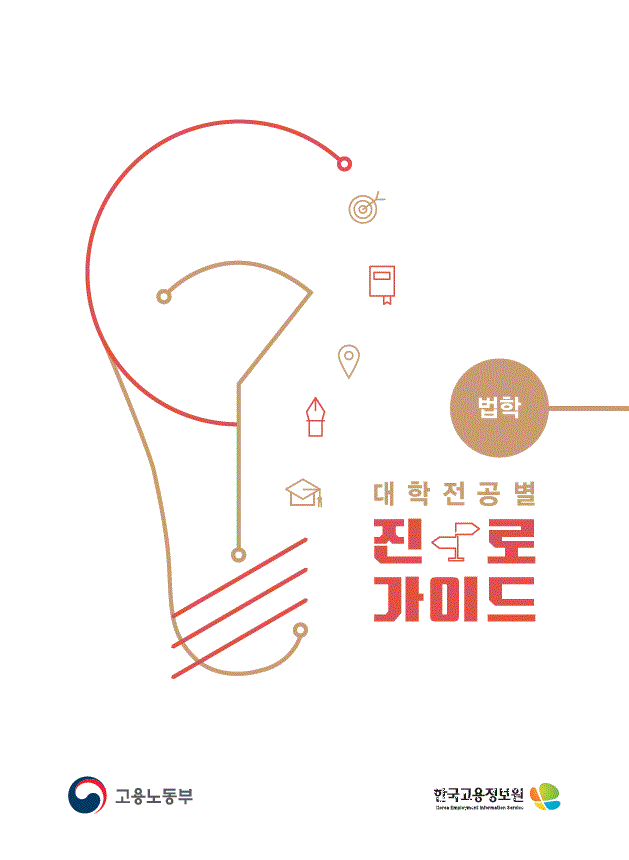 법학
대학전공별
진로
가이드
고용노동부
한국고용정보원
Korea Employment Information Service